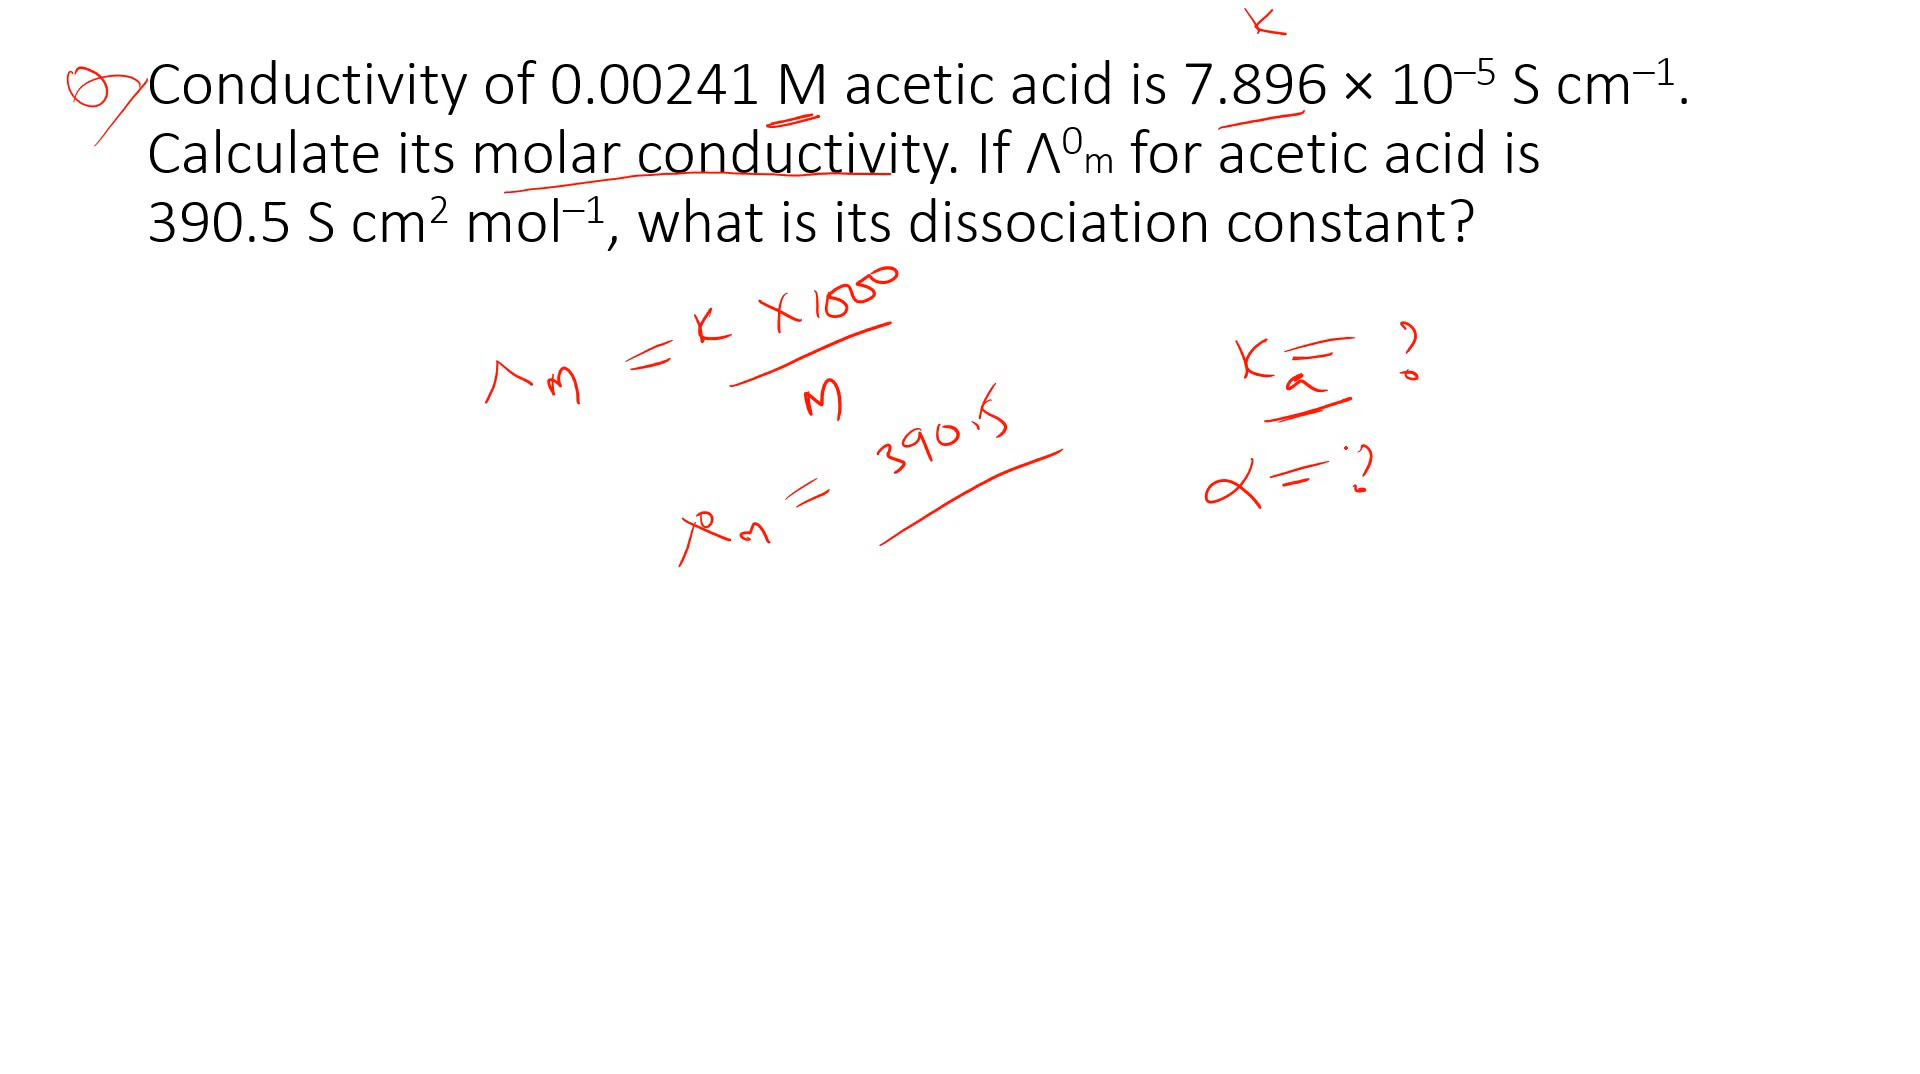 K
Q Conductivity of 0.00241 M acetic acid is 7.896 × 10⁻⁵ S cm⁻¹.
Calculate its molar conductivity. If Λ⁰ₘ for acetic acid is
390.5 S cm² mol⁻¹, what is its dissociation constant?
Λm = K × 1000 / M
Λ⁰m = 390.5
Ka = ?
α = ?